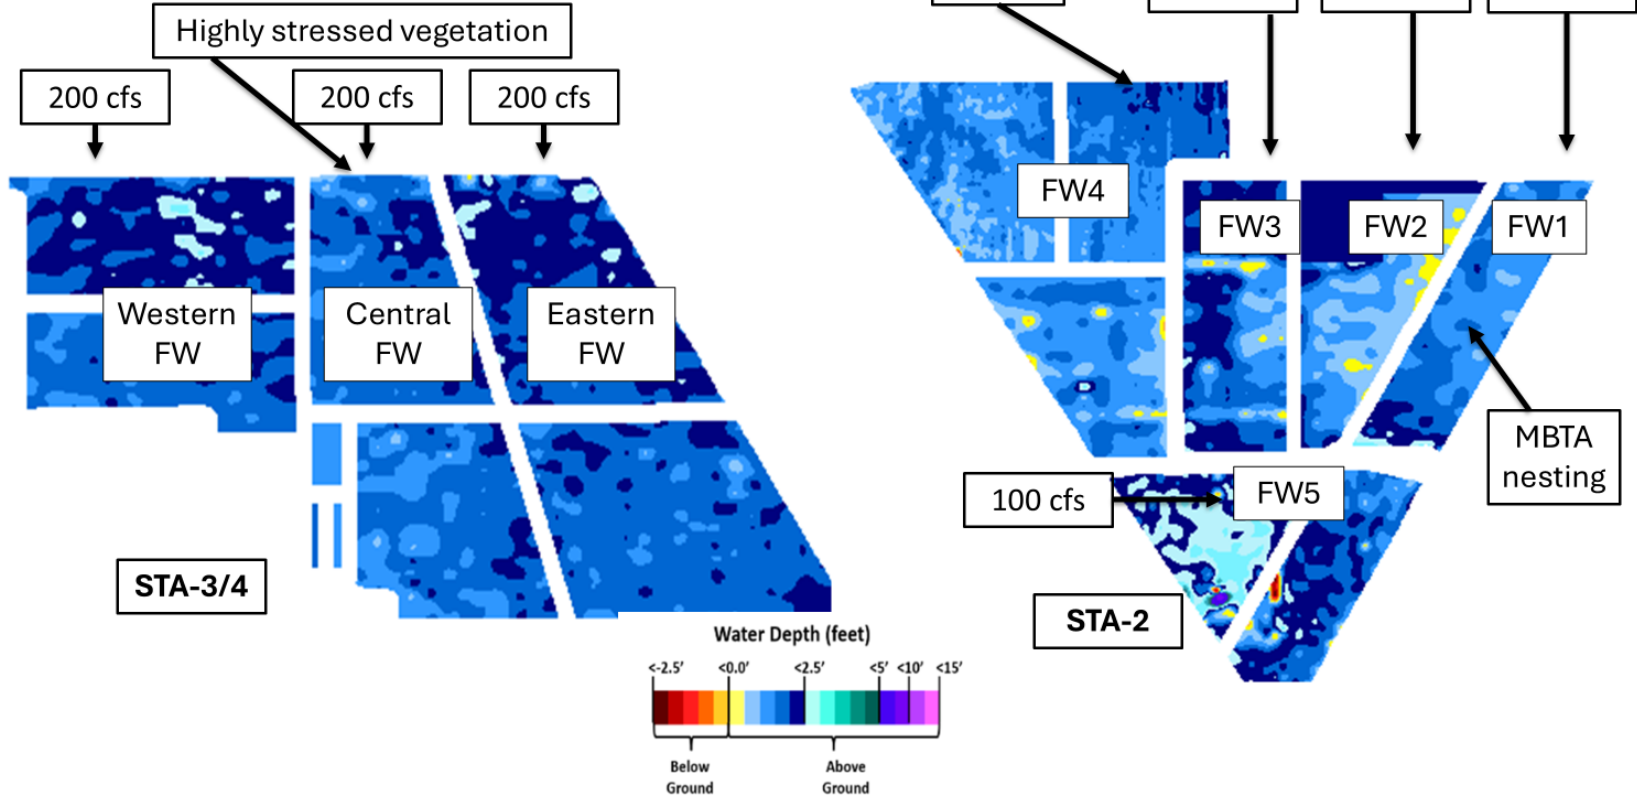 Highly stressed vegetation
200 cfs
200 cfs
200 cfs
Western
FW
Central
FW
Eastern
FW
STA-3/4
FW4
FW3
FW2
FW1
MBTA
nesting
100 cfs
FW5
STA-2
Water Depth (feet)
<-2.5' <0.0' <2.5' <5' <10' <15'
Below
Ground
Above
Ground